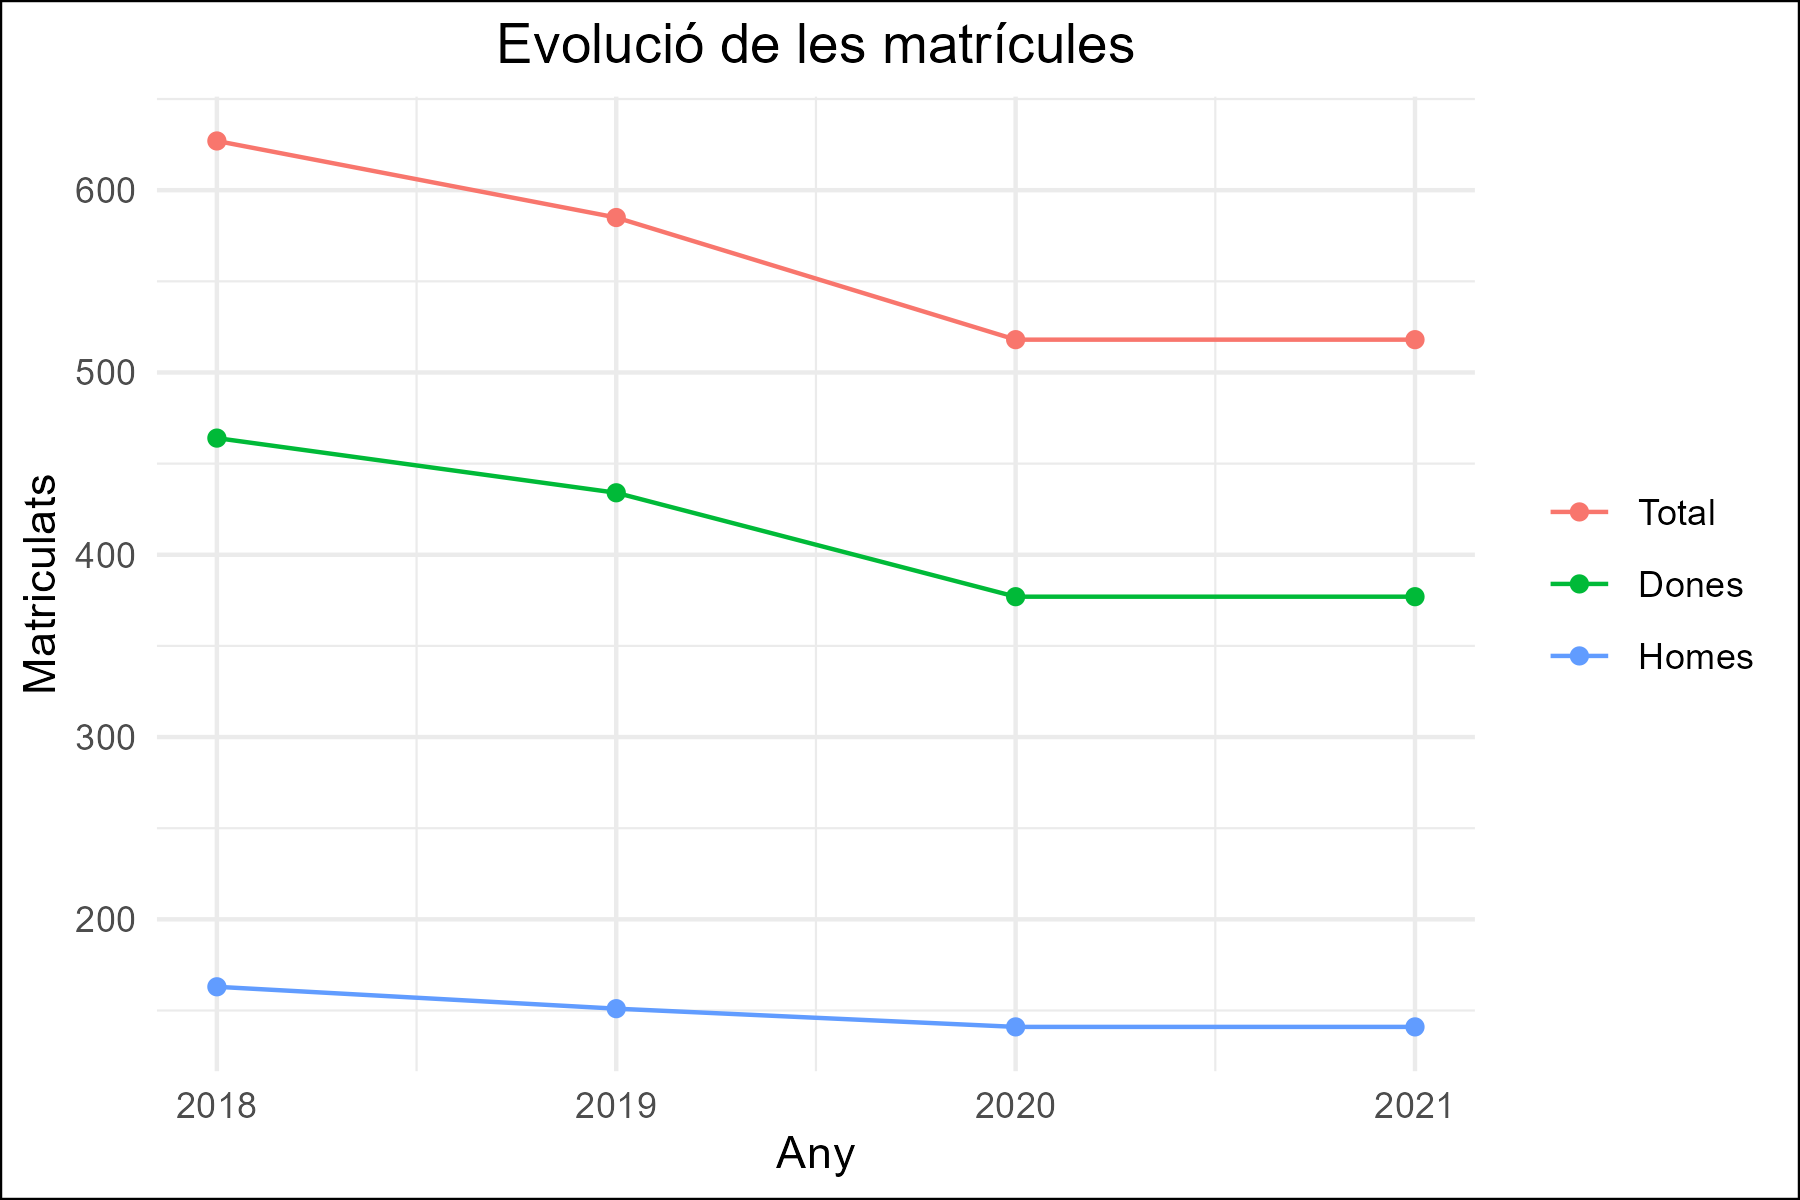 Evolució de les matrícules
Matriculats
600
500
400
300
200
2018 2019 2020 2021
Any
Total
Dones
Homes